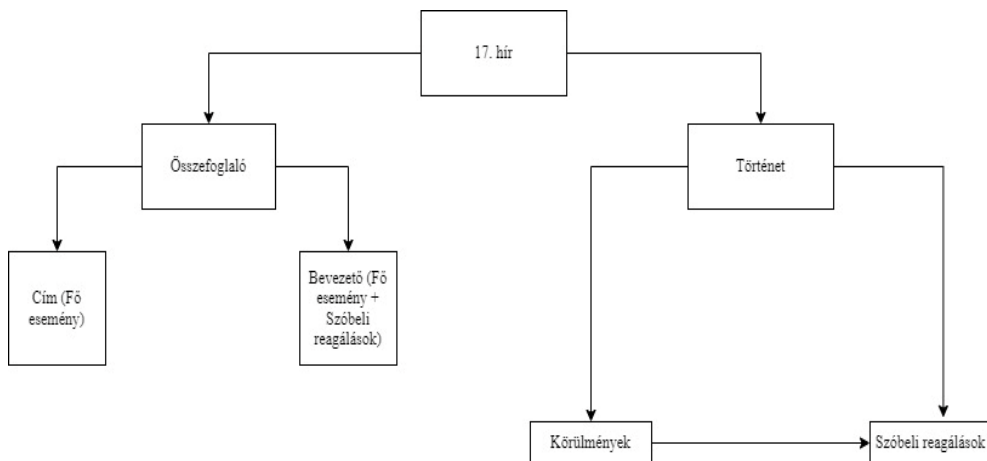 17. hír
Összefoglaló
Történet
Cím (Fő
esemény)
Bevezető (Fő
esemény +
Szóbeli
reagálások)
Körülmények
Szóbeli reagálások